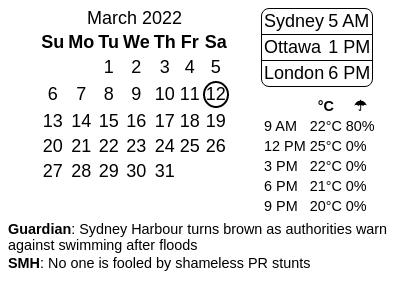 March 2022
Su Mo Tu We Th Fr Sa
1 2 3 4 5
6 7 8 9 10 11 12
13 14 15 16 17 18 19
20 21 22 23 24 25 26
27 28 29 30 31
Sydney 5 AM
Ottawa 1 PM
London 6 PM
°C ☂
9 AM 22°C 80%
12 PM 25°C 0%
3 PM 22°C 0%
6 PM 21°C 0%
9 PM 20°C 0%
Guardian: Sydney Harbour turns brown as authorities warn
against swimming after floods
SMH: No one is fooled by shameless PR stunts